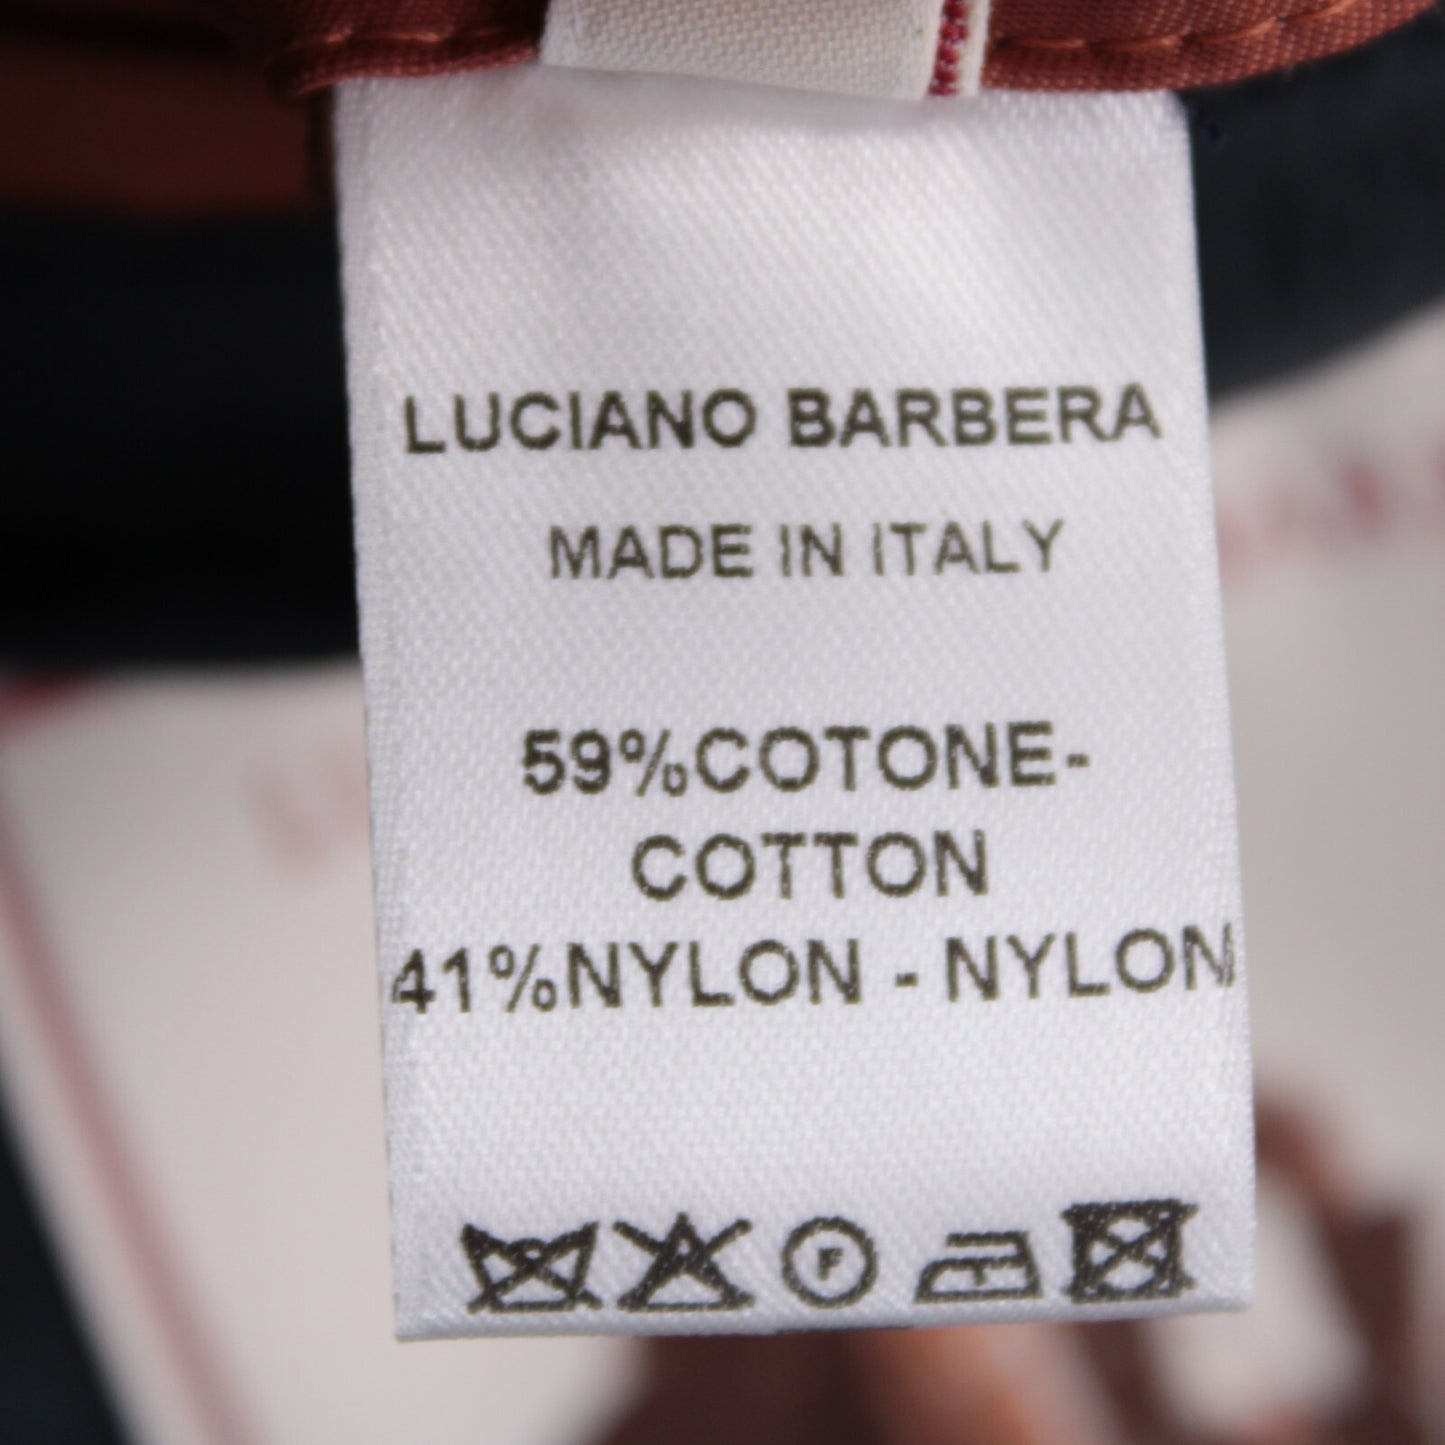 LUCIANO BARBERA
MADE IN ITALY
59%COTONE-
COTTON
41%NYLON - NYLON
F